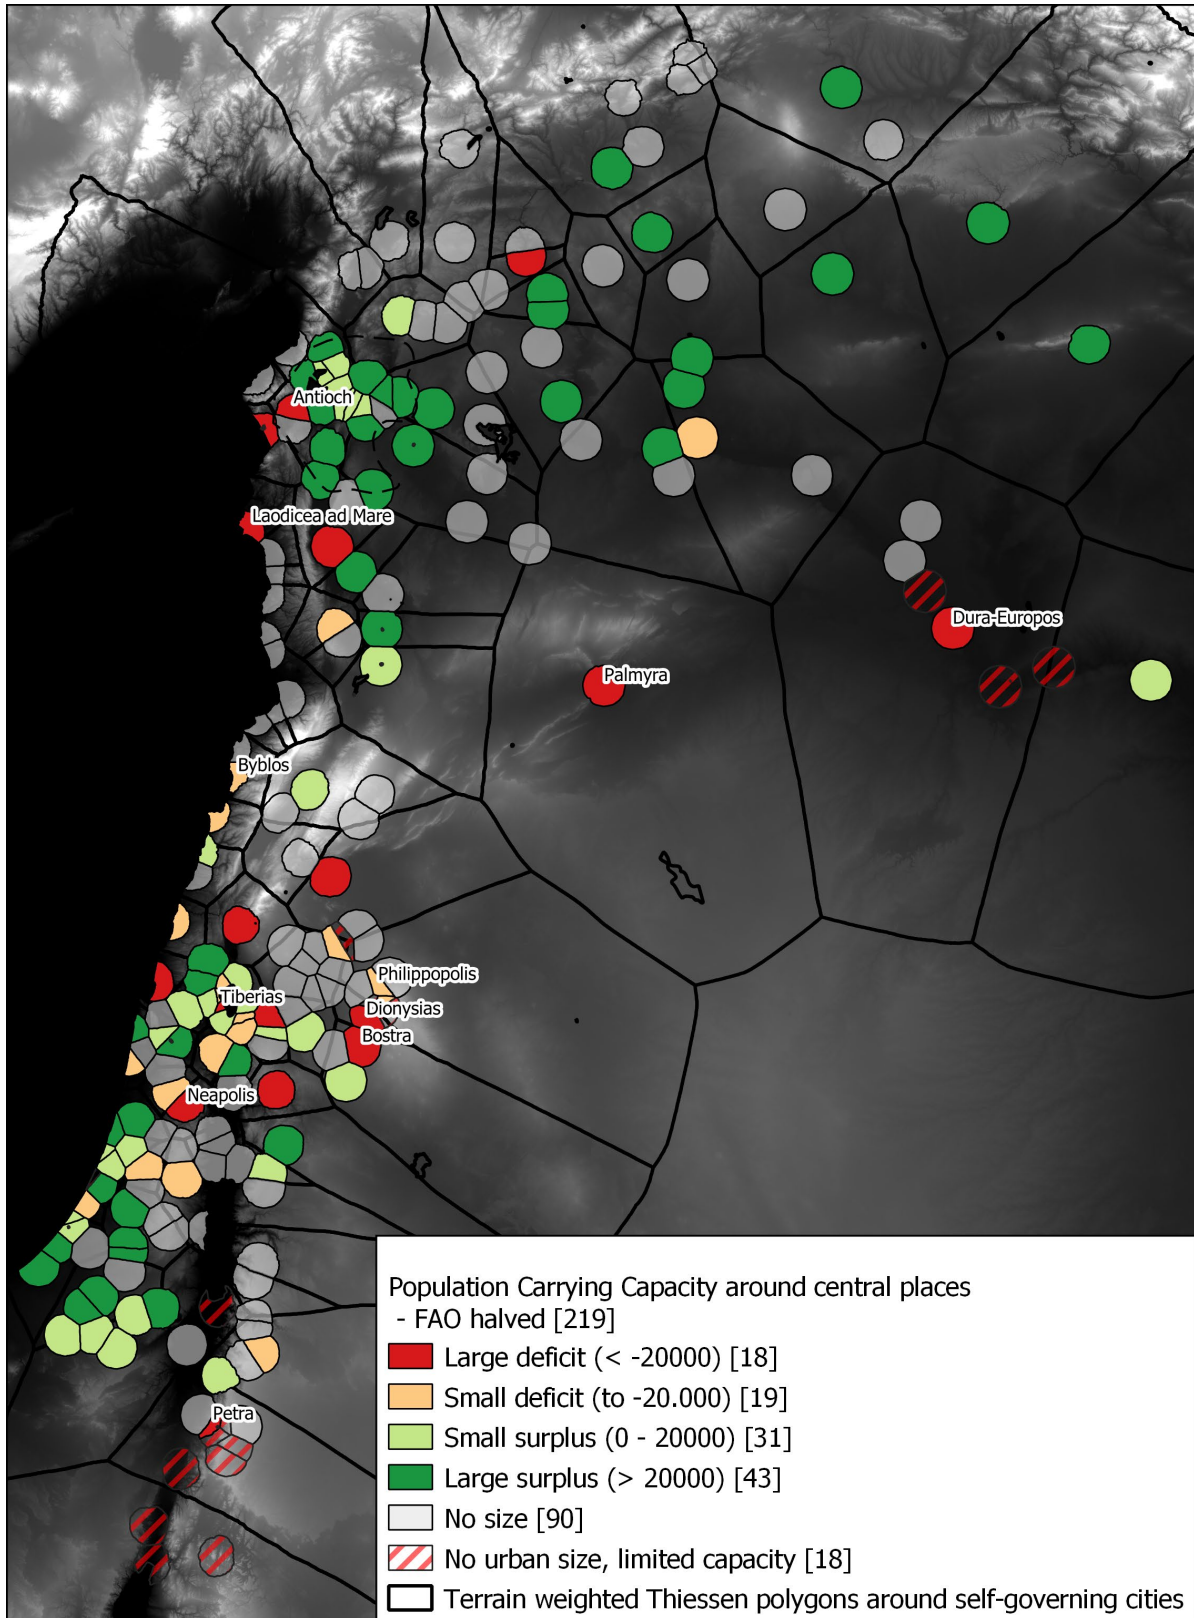 Antioch
Laodicea ad Mare
Dura-Europos
Palmyra
Byblos
Philippopolis
Tiberias
Dionysias
Bostra
Neapolis
Petra
Population Carrying Capacity around central places
- FAO halved [219]
Large deficit (< -20000) [18]
Small deficit (to -20.000) [19]
Small surplus (0 - 20000) [31]
Large surplus (> 20000) [43]
No size [90]
No urban size, limited capacity [18]
Terrain weighted Thiessen polygons around self-governing cities